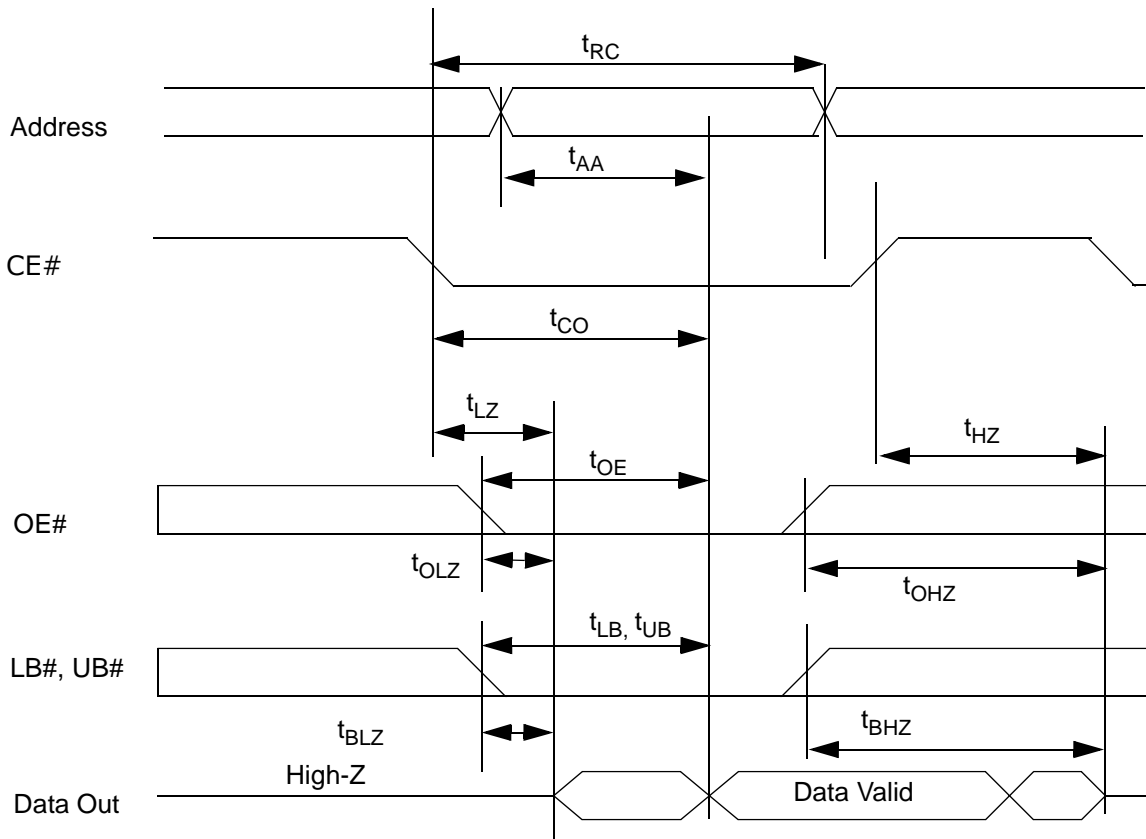 tRC
Address
tAA
CE#
tCO
tLZ
tHZ
tOE
OE#
tOLZ
tOHZ
tLB, tUB
LB#, UB#
tBLZ
tBHZ
High-Z
Data Out
Data Valid